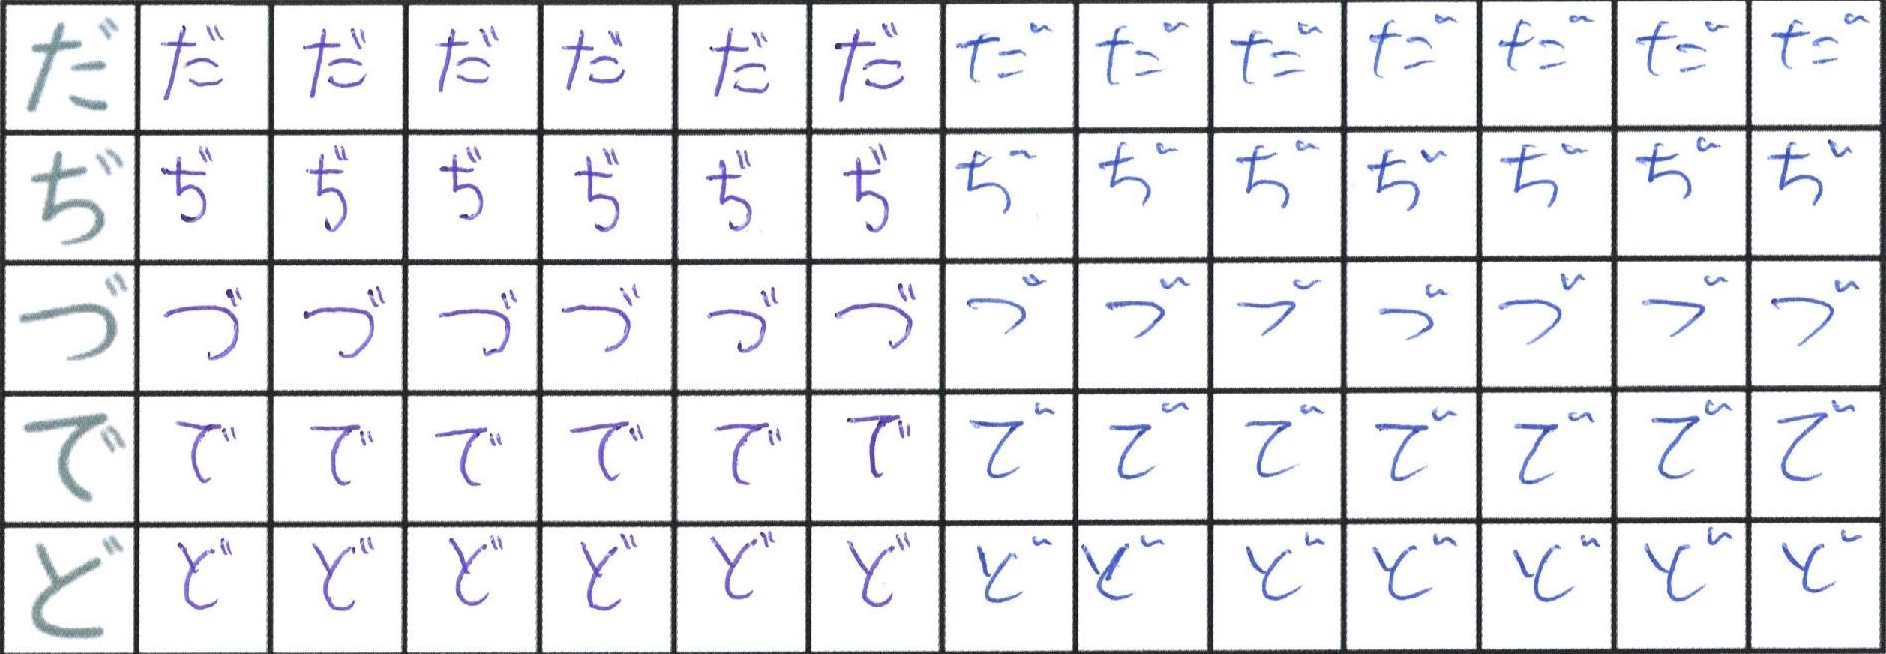 だ だ だ だ だ だ だ だ だ だ だ だ だ だ
ぢ ぢ ぢ ぢ ぢ ぢ ぢ ぢ ぢ ぢ ぢ ぢ ぢ ぢ
づ づ づ づ づ づ づ づ づ づ づ づ づ づ
で で で で で で で で で で で で で で
ど ど ど ど ど ど ど ど ど ど ど ど ど ど